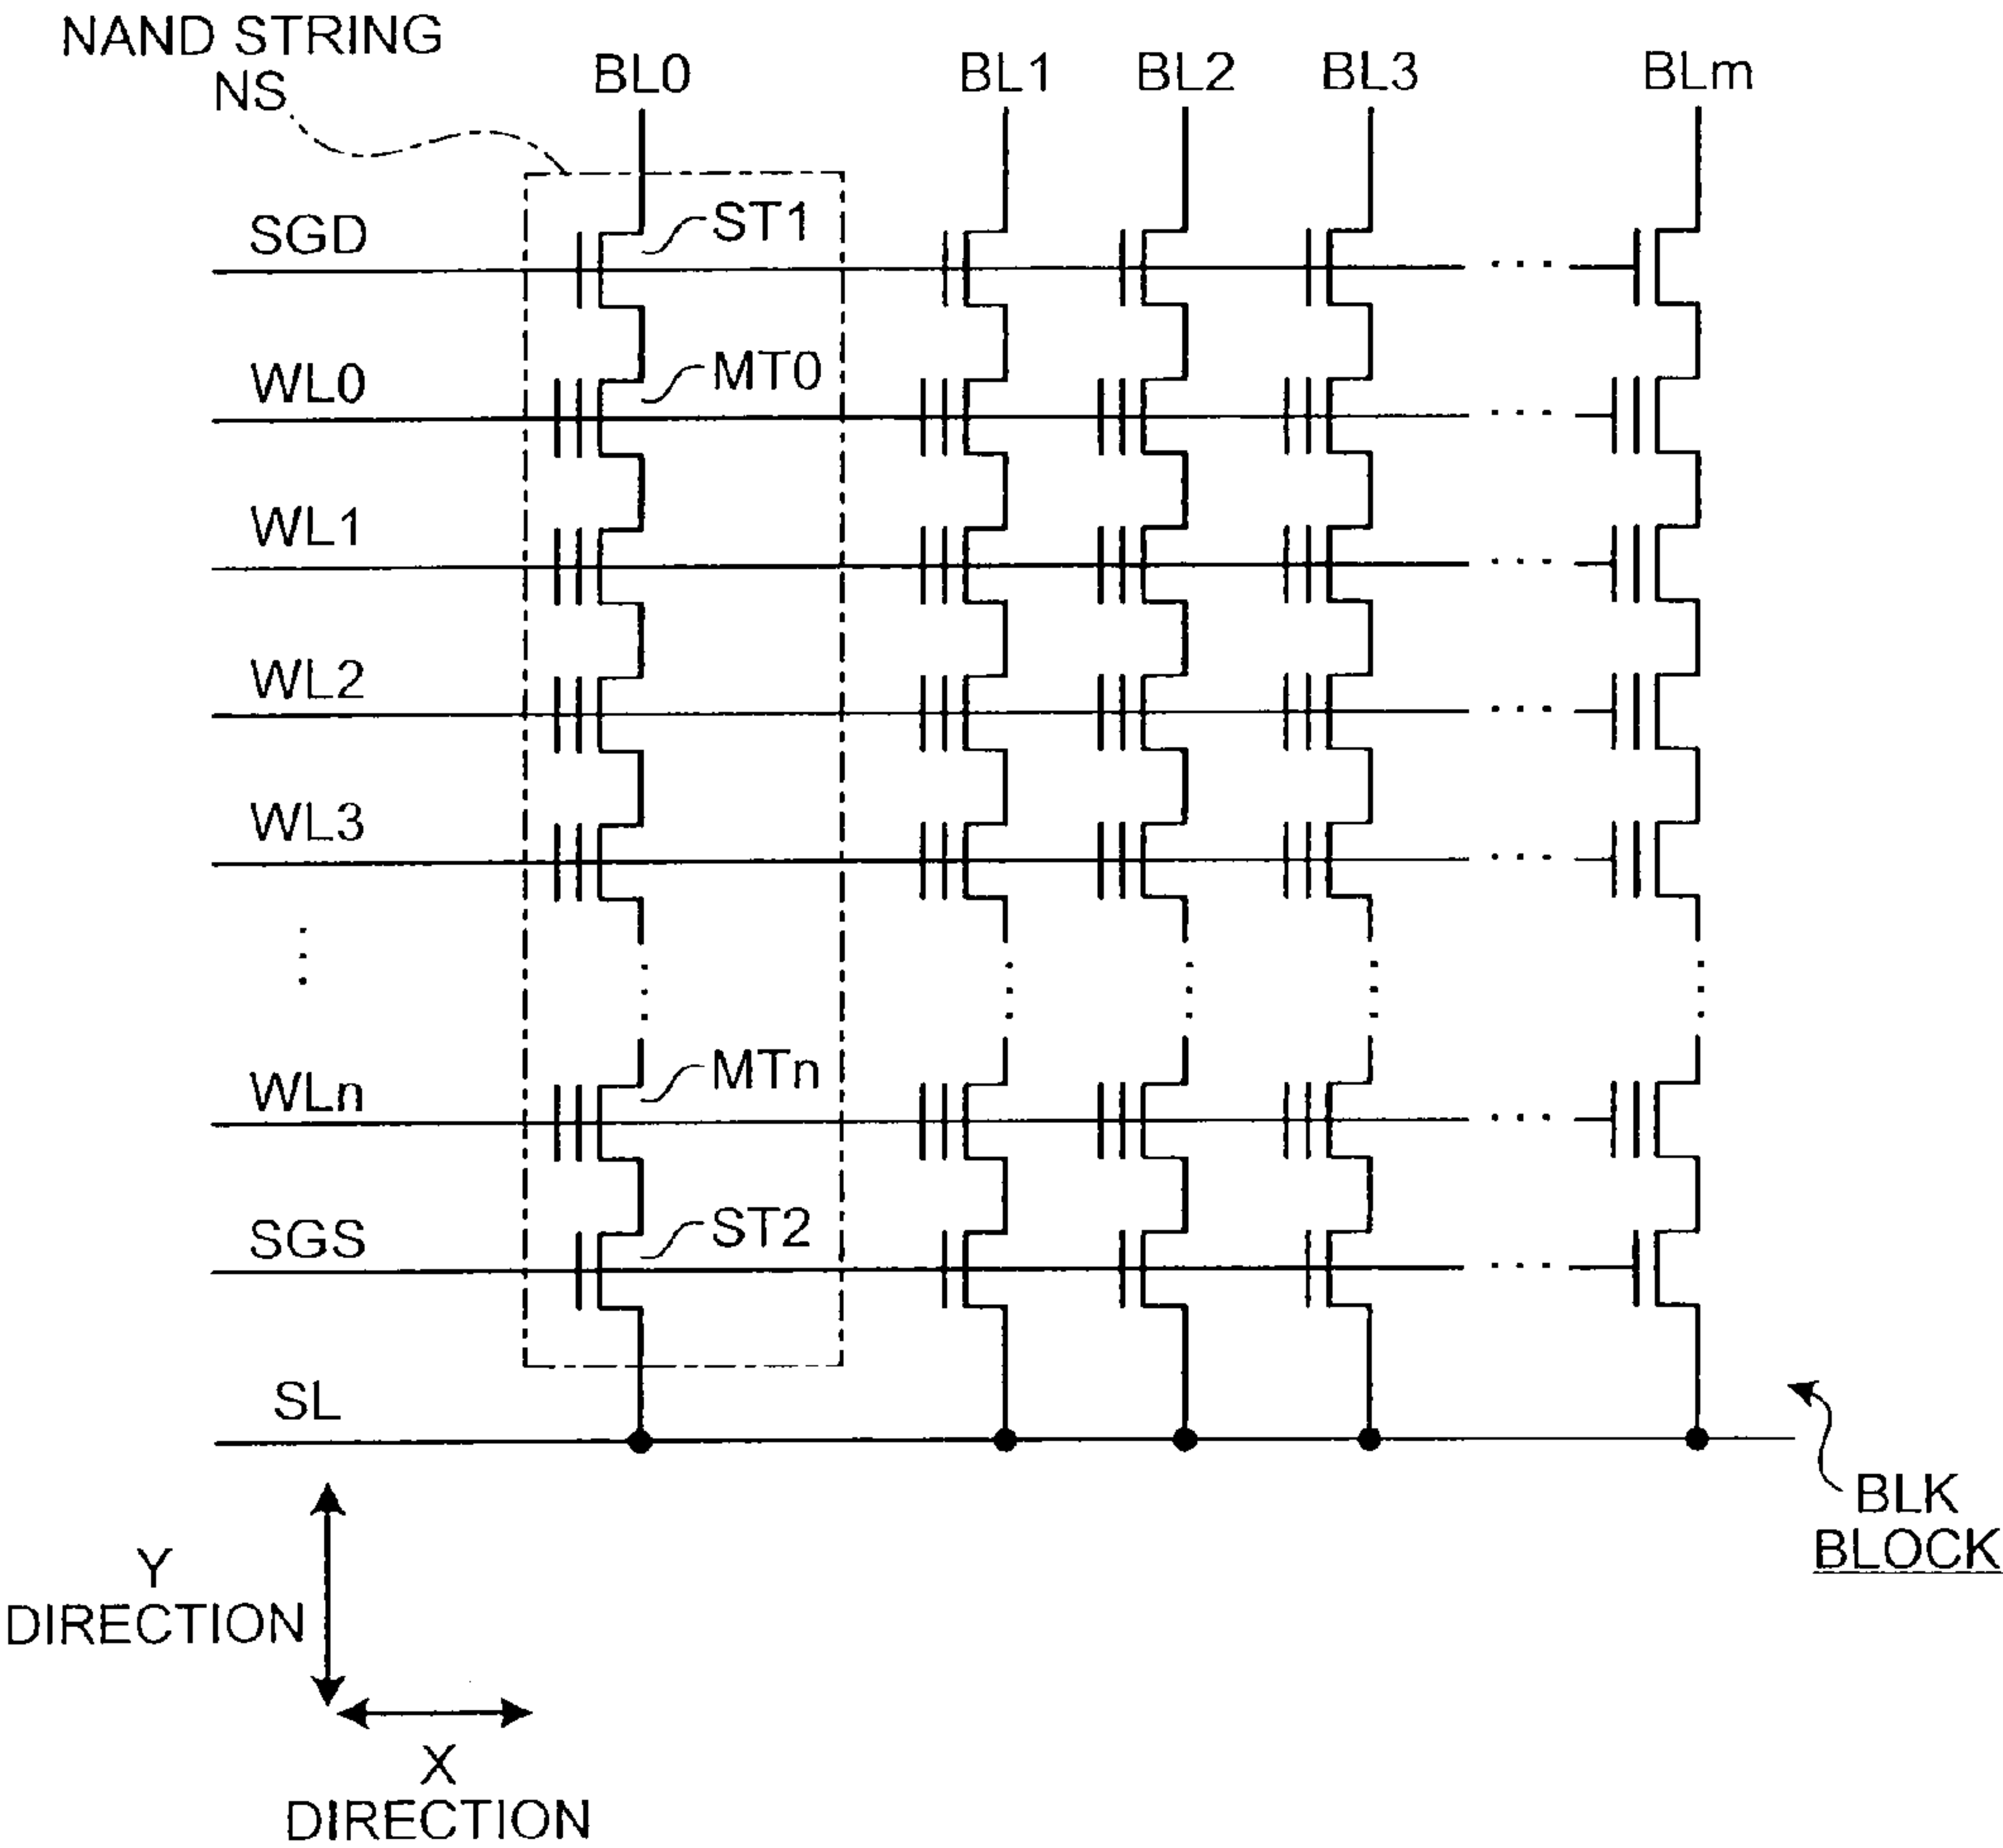 NAND STRING
NS
BL0
BL1
BL2
BL3
BLm
SGD
ST1
WL0
MT0
WL1
WL2
WL3
WLn
MTn
SGS
ST2
SL
BLK
BLOCK
Y
DIRECTION
X
DIRECTION